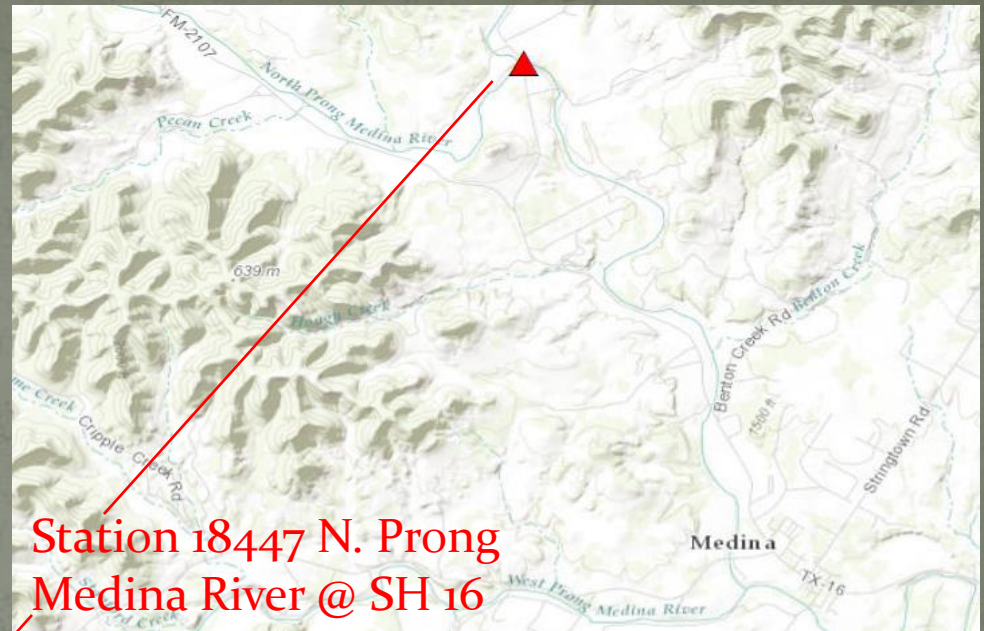 FM-2107
North Prong Medina River
Pecan Creek
639 m
Hough Creek
Benton Creek
Benton Creek Rd
1500 ft
Creek
Cripple Creek Rd
Stringtown Rd
Medina
TX-16
West Prong Medina River
Creek
Station 18447 N. Prong
Medina River @ SH 16